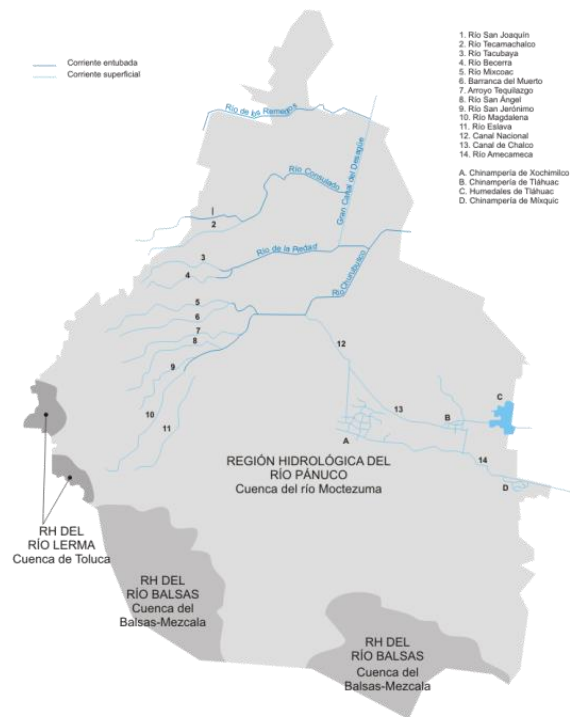 Corriente entubada
Corriente superficial
1. Río San Joaquín
2. Río Tecamachalco
3. Río Tacubaya
4. Río Becerra
5. Río Mixcoac
6. Barranca del Muerto
7. Arroyo Tequilazgo
8. Río San Ángel
9. Río San Jerónimo
10. Río Magdalena
11. Río Eslava
12. Canal Nacional
13. Canal de Chalco
14. Río Amecameca
A. Chinampería de Xochimilco
B. Chinampería de Tláhuac
C. Humedales de Tláhuac
D. Chinampería de Míxquic
Río de los Remedios
Río Consulado
Gran Canal del Desagüe
Río de la Piedad
Río Churubusco
1
2
3
4
5
6
7
8
9
10
11
12
13
14
A
B
C
D
REGIÓN HIDROLÓGICA DEL
RÍO PÁNUCO
Cuenca del río Moctezuma
RH DEL
RÍO LERMA
Cuenca de Toluca
RH DEL
RÍO BALSAS
Cuenca del
Balsas-Mezcala
RH DEL
RÍO BALSAS
Cuenca del
Balsas-Mezcala